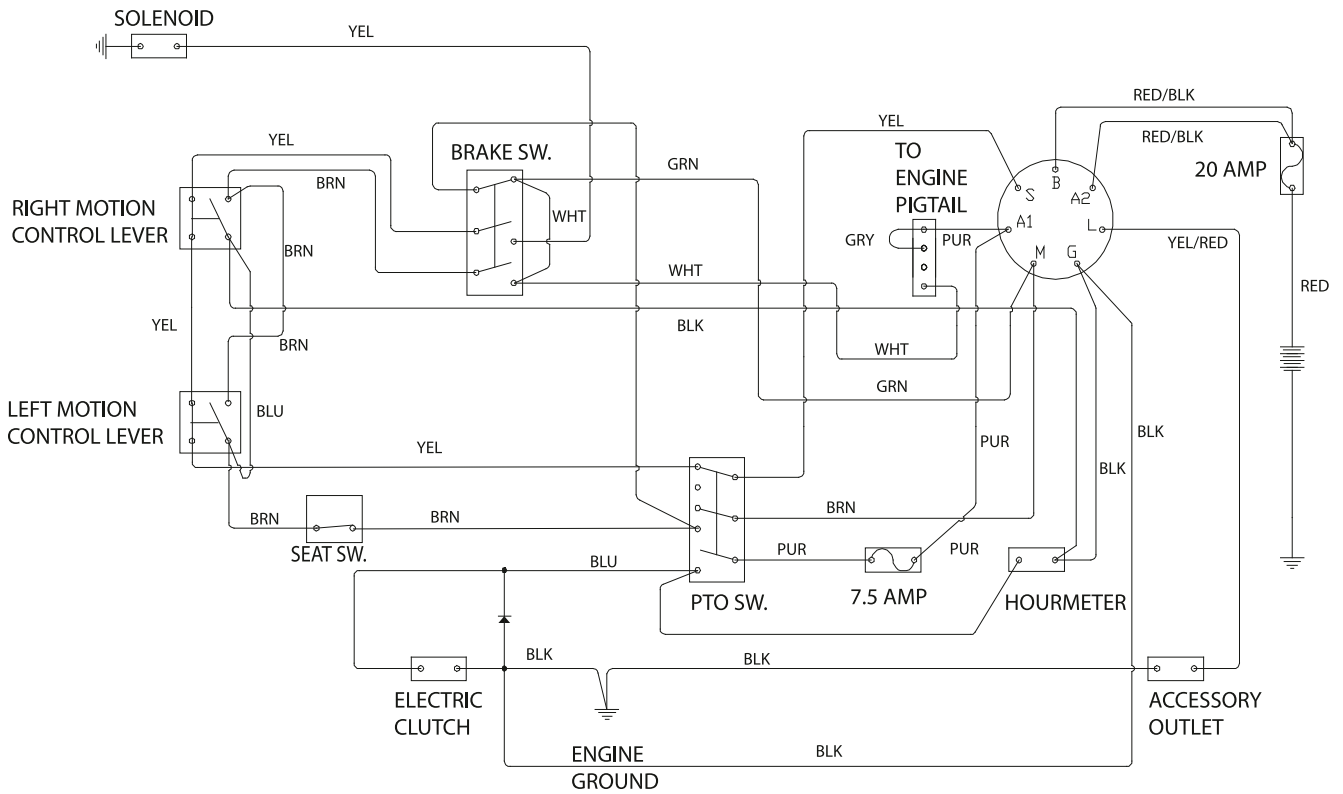 SOLENOID
YEL
RED/BLK
YEL
RED/BLK
YEL
BRAKE SW.
GRN
TO
ENGINE
PIGTAIL
20 AMP
BRN
S
B
A2
RIGHT MOTION
CONTROL LEVER
WHT
A1
L
GRY
PUR
YEL/RED
BRN
M
G
WHT
RED
YEL
BLK
BRN
WHT
GRN
LEFT MOTION
CONTROL LEVER
BLU
BLK
YEL
PUR
BLK
BRN
BRN
BRN
SEAT SW.
PUR
PUR
BLU
PTO SW.
7.5 AMP
HOURMETER
BLK
BLK
ELECTRIC
CLUTCH
ACCESSORY
OUTLET
ENGINE
GROUND
BLK